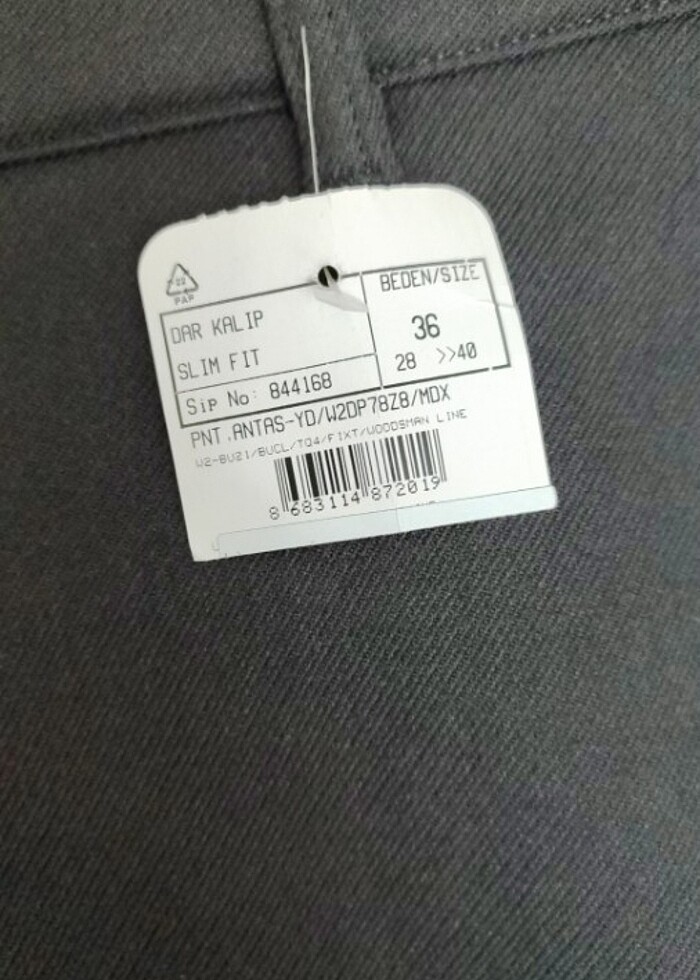 22
PAP
BEDEN/SIZE
DAR KALIP
36
SLIM FIT
28 >>40
Sip No: 844168
PNT.ANTAS-YD/W2DP78Z8/MDX
W2-BV21/BUCL/TQ4/FIXT/WOODSMAN LINE
8 683114 872019